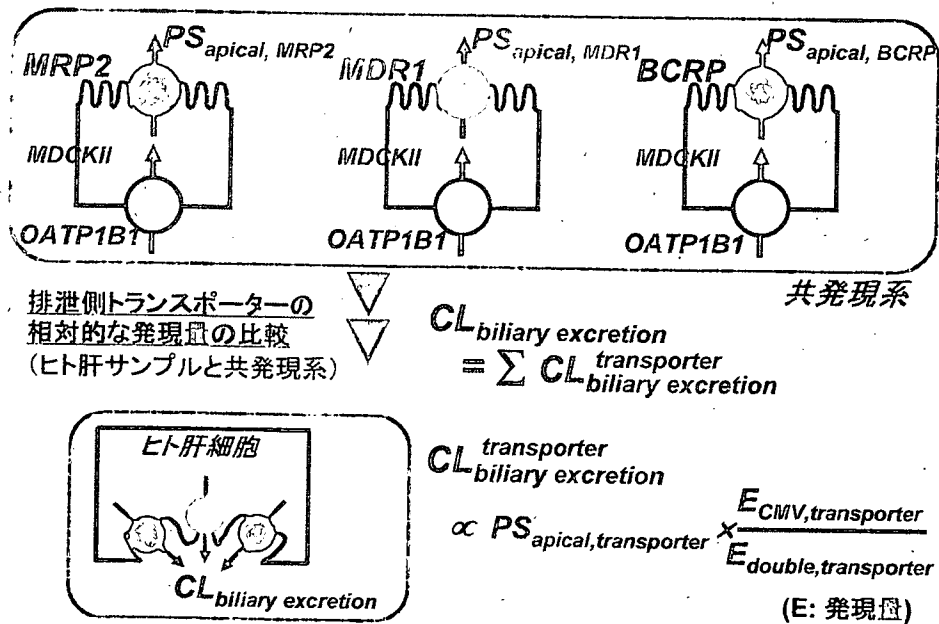 PS apical, MRP2
MRP2
MDCKII
OATP1B1
PS apical, MDR1
MDR1
MDCKII
OATP1B1
PS apical, BCRP
BCRP
MDCKII
OATP1B1
共発現系
排泄側トランスポーターの
相対的な発現量の比較
(ヒト肝サンプルと共発現系)
CL biliary excretion
= ∑ CL transporter biliary excretion
ヒト肝細胞
CL biliary excretion
CL transporter biliary excretion
∝ PS apical,transporter × E CMV,transporter / E double,transporter
(E: 発現量)